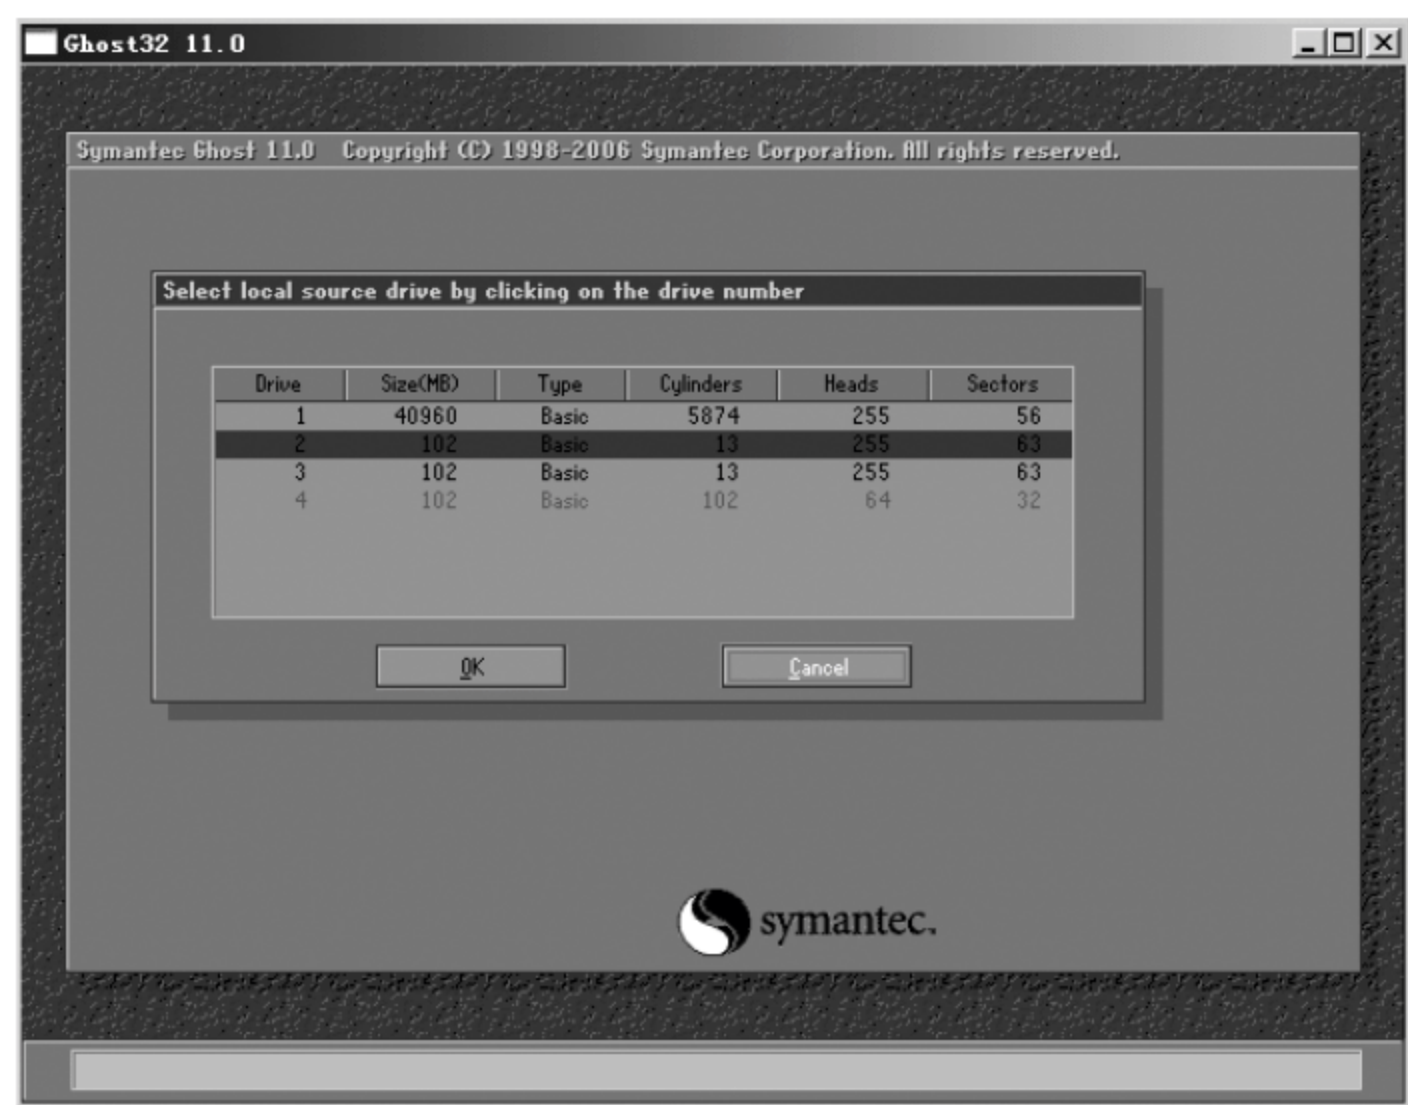 Ghost32 11.0
Symantec Ghost 11.0 Copyright (C) 1998-2006 Symantec Corporation. All rights reserved.
Select local source drive by clicking on the drive number
Drive Size(MB) Type Cylinders Heads Sectors
1 40960 Basic 5874 255 56
2 102 Basic 13 255 63
3 102 Basic 13 255 63
4 102 Basic 102 64 32
OK Cancel
symantec.